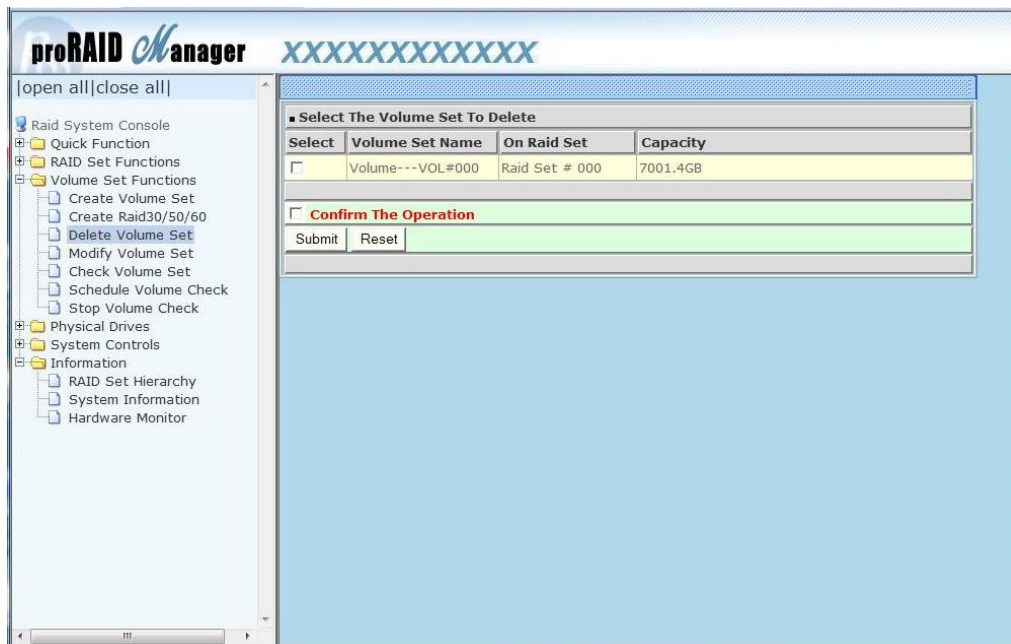 proRAID Manager
XXXXXXXXXXXX
|open all|close all|
Raid System Console
Quick Function
RAID Set Functions
Volume Set Functions
Create Volume Set
Create Raid30/50/60
Delete Volume Set
Modify Volume Set
Check Volume Set
Schedule Volume Check
Stop Volume Check
Physical Drives
System Controls
Information
RAID Set Hierarchy
System Information
Hardware Monitor
Select The Volume Set To Delete
Select Volume Set Name On Raid Set Capacity
Volume---VOL#000 Raid Set # 000 7001.4GB
Confirm The Operation
Submit Reset